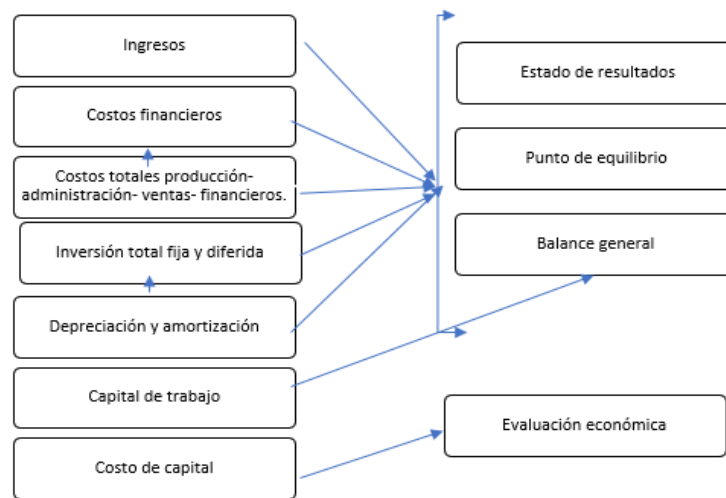 Ingresos
Costos financieros
Costos totales producción-
administración- ventas- financieros.
Inversión total fija y diferida
Depreciación y amortización
Capital de trabajo
Costo de capital
Estado de resultados
Punto de equilibrio
Balance general
Evaluación económica